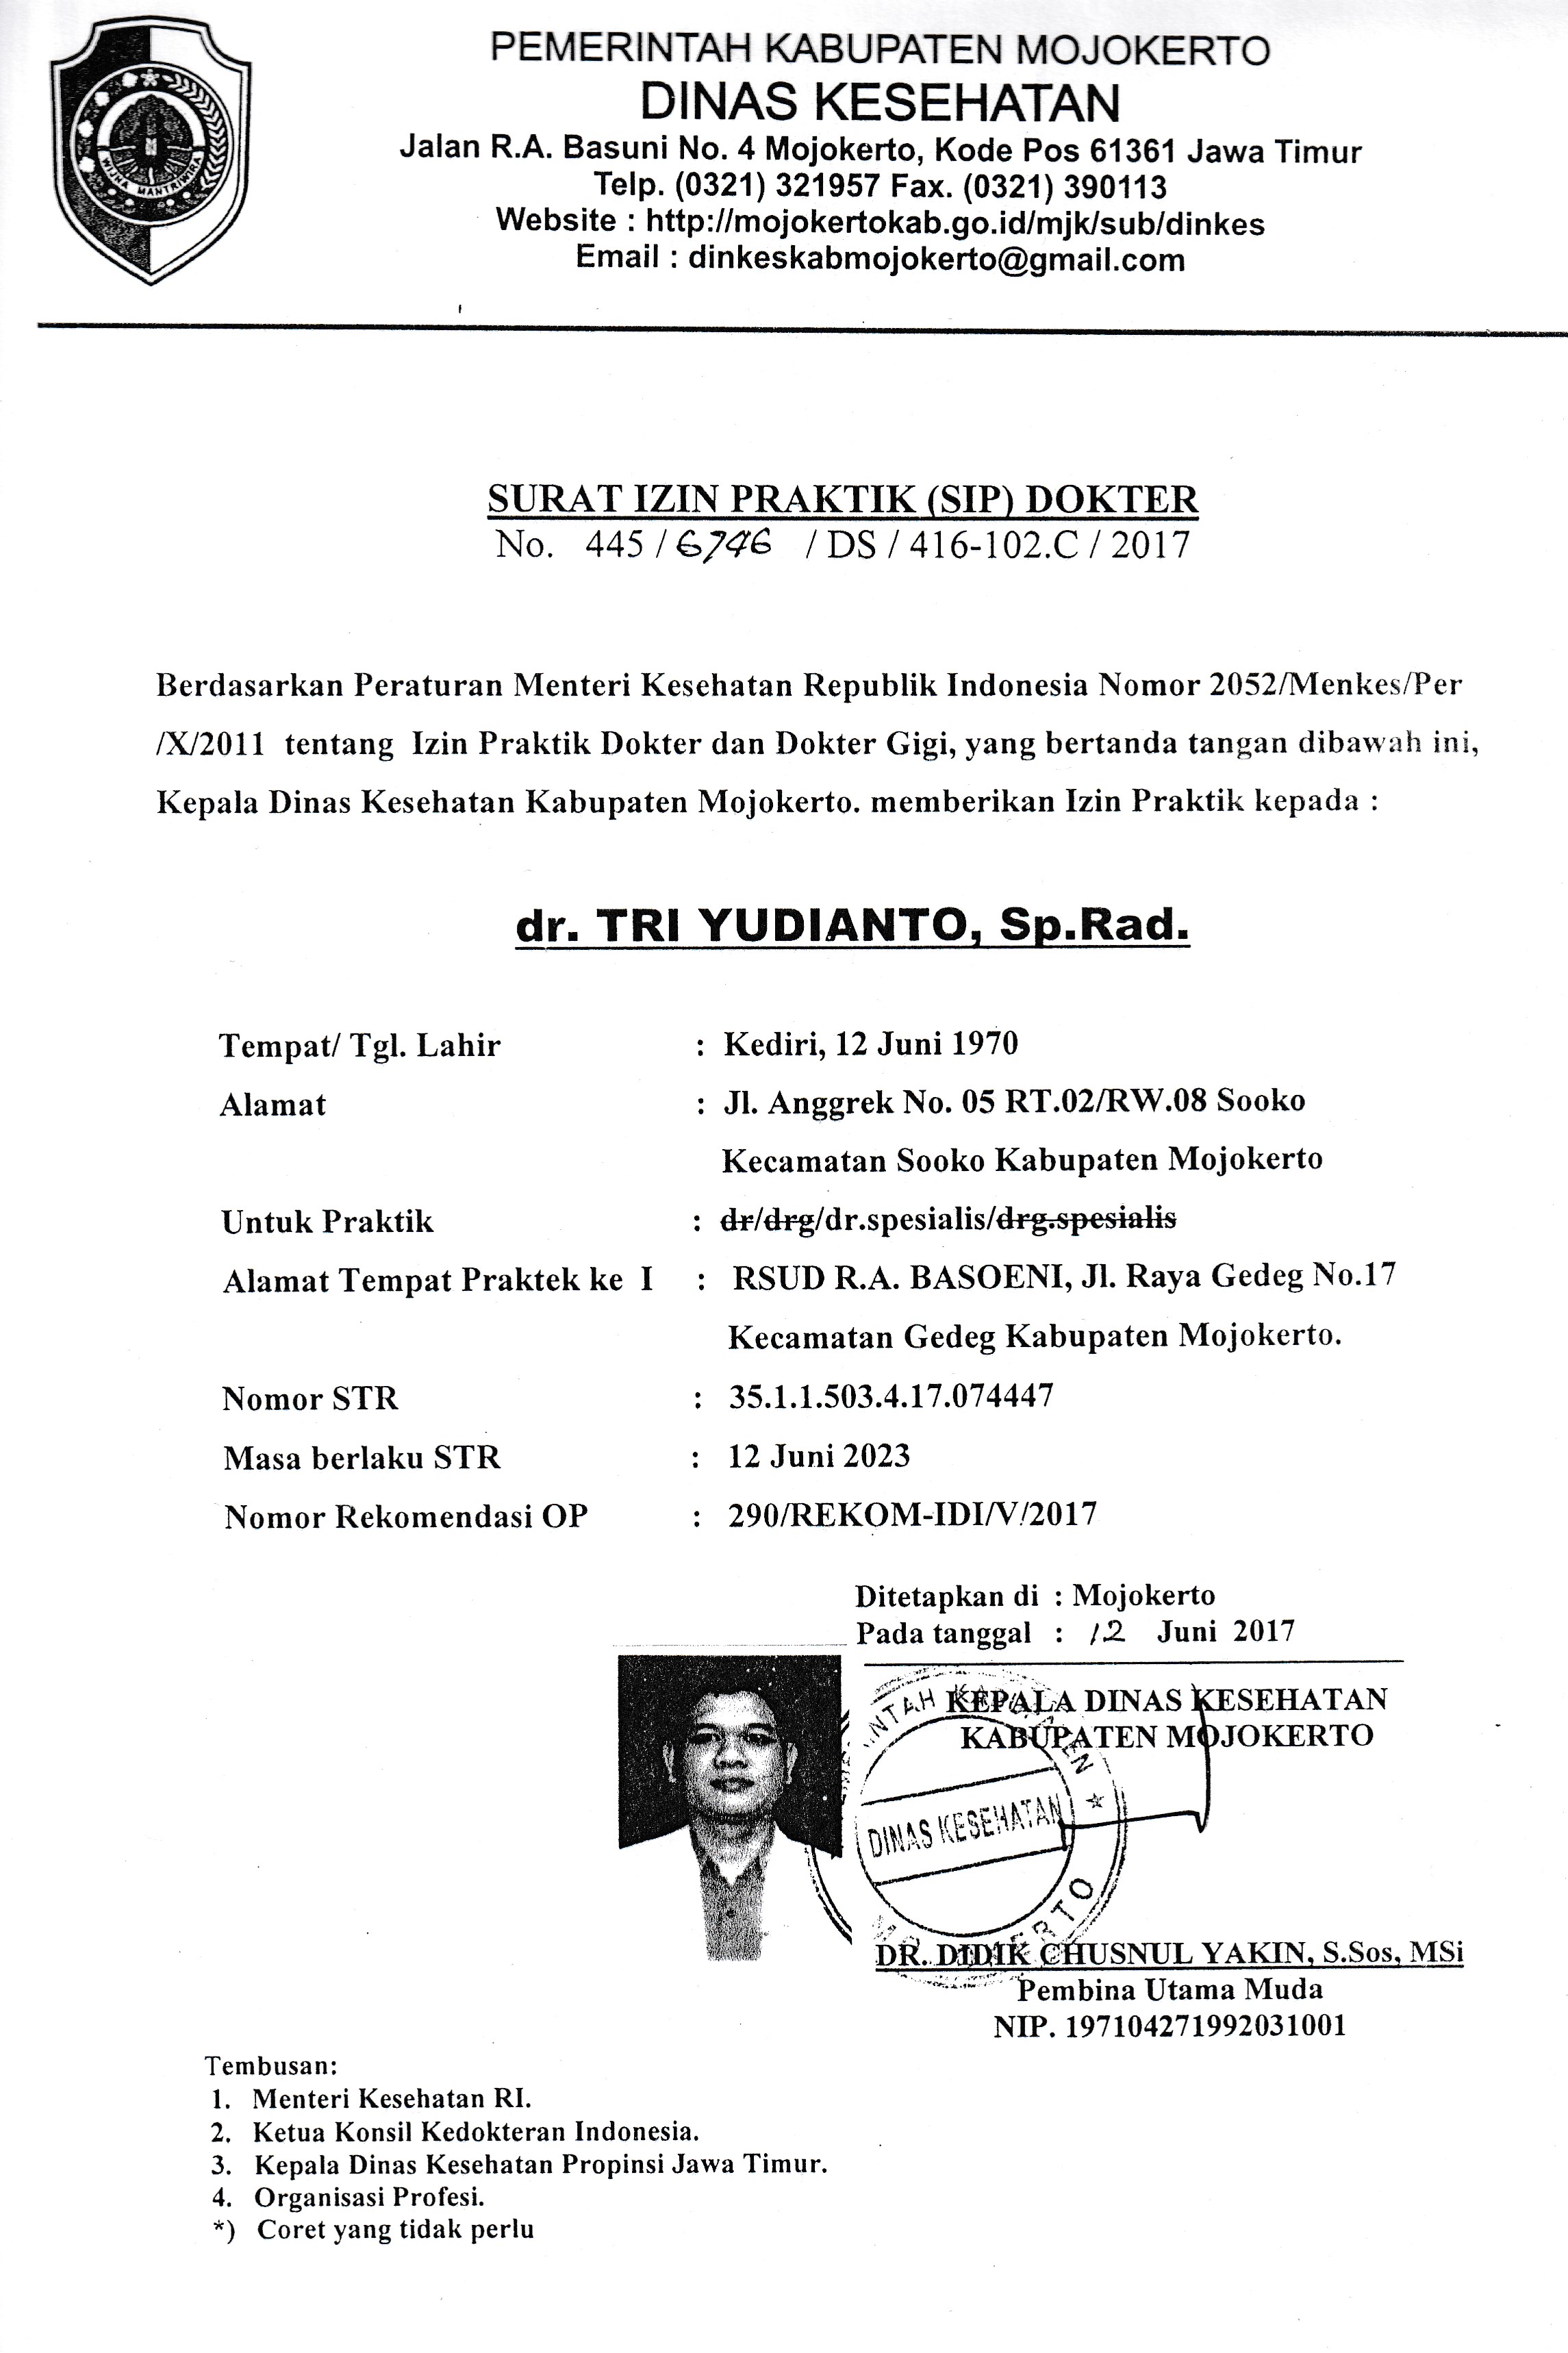 PEMERINTAH KABUPATEN MOJOKERTO
DINAS KESEHATAN
Jalan R.A. Basuni No. 4 Mojokerto, Kode Pos 61361 Jawa Timur
Telp. (0321) 321957 Fax. (0321) 390113
Website : http://mojokertokab.go.id/mjk/sub/dinkes
Email : dinkeskabmojokerto@gmail.com
WIJNA MANTRIWIRA
SURAT IZIN PRAKTIK (SIP) DOKTER
No. 445 / 6746 / DS / 416-102.C / 2017
Berdasarkan Peraturan Menteri Kesehatan Republik Indonesia Nomor 2052/Menkes/Per
/X/2011 tentang Izin Praktik Dokter dan Dokter Gigi, yang bertanda tangan dibawah ini,
Kepala Dinas Kesehatan Kabupaten Mojokerto. memberikan Izin Praktik kepada :
dr. TRI YUDIANTO, Sp.Rad.
Tempat/ Tgl. Lahir : Kediri, 12 Juni 1970
Alamat : Jl. Anggrek No. 05 RT.02/RW.08 Sooko
Kecamatan Sooko Kabupaten Mojokerto
Untuk Praktik : dr/drg/dr.spesialis/drg.spesialis
Alamat Tempat Praktek ke I : RSUD R.A. BASOENI, Jl. Raya Gedeg No.17
Kecamatan Gedeg Kabupaten Mojokerto.
Nomor STR : 35.1.1.503.4.17.074447
Masa berlaku STR : 12 Juni 2023
Nomor Rekomendasi OP : 290/REKOM-IDI/V/2017
Ditetapkan di : Mojokerto
Pada tanggal : 12 Juni 2017
KEPALA DINAS KESEHATAN
KABUPATEN MOJOKERTO
DINAS KESEHATAN
DR. DIDIK CHUSNUL YAKIN, S.Sos, MSi
Pembina Utama Muda
NIP. 197104271992031001
Tembusan:
1. Menteri Kesehatan RI.
2. Ketua Konsil Kedokteran Indonesia.
3. Kepala Dinas Kesehatan Propinsi Jawa Timur.
4. Organisasi Profesi.
*) Coret yang tidak perlu